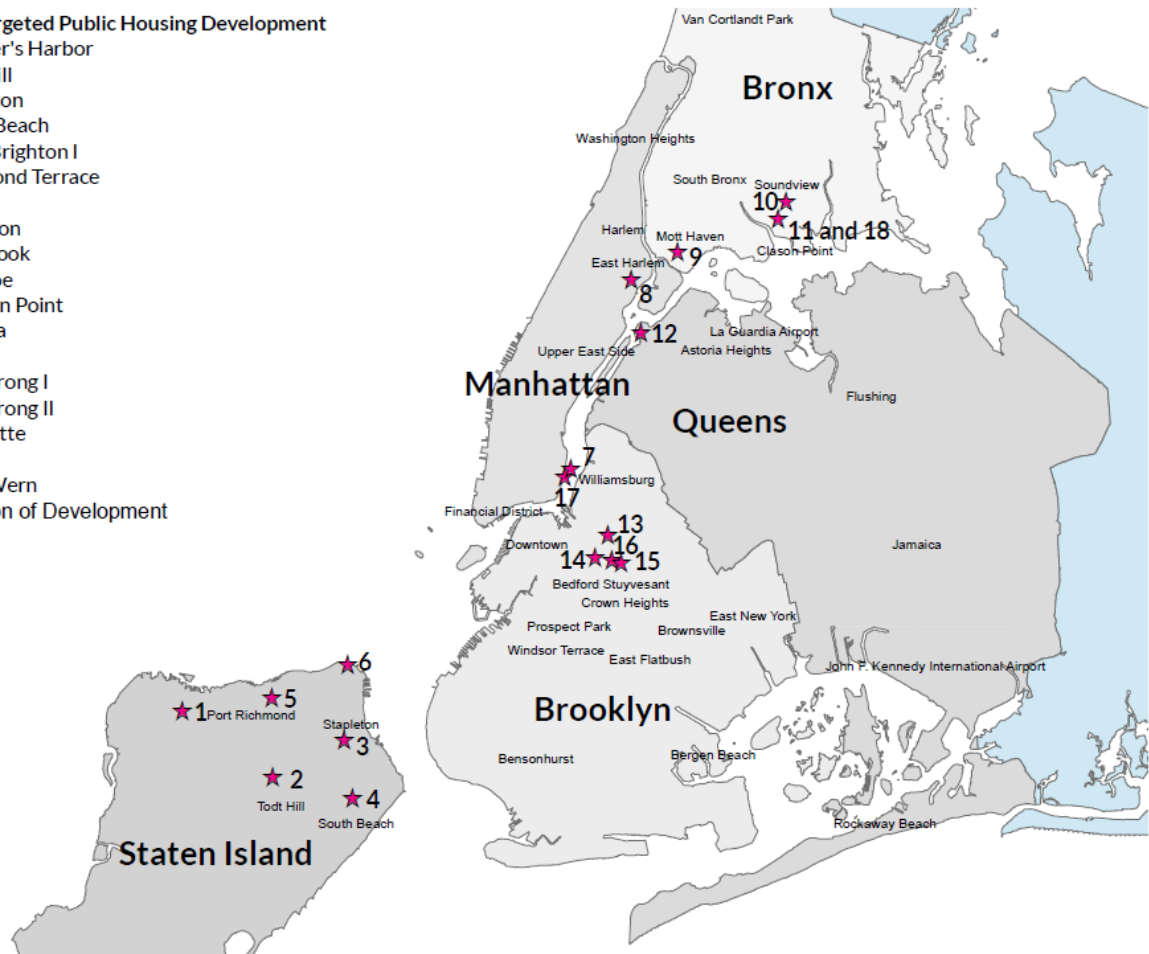 rgeted Public Housing Development
er's Harbor
ill
on
Beach
Brighton I
ond Terrace
on
ook
pe
n Point
a
rong I
rong II
tte
Wern
n of Development
Van Cortlandt Park
Bronx
Washington Heights
South Bronx
Soundview
10
11 and 18
Harlem
Mott Haven
9
Clason Point
East Harlem
8
12
La Guardia Airport
Upper East Side
Astoria Heights
Manhattan
Flushing
Queens
7
Williamsburg
17
Financial District
13
Downtown
16
14
15
Jamaica
Bedford Stuyvesant
Crown Heights
East New York
Prospect Park
Brownsville
Windsor Terrace
East Flatbush
John F. Kennedy International Airport
6
5
1
Port Richmond
Brooklyn
Stapleton
3
Bergen Beach
Bensonhurst
2
Todt Hill
4
South Beach
Rockaway Beach
Staten Island